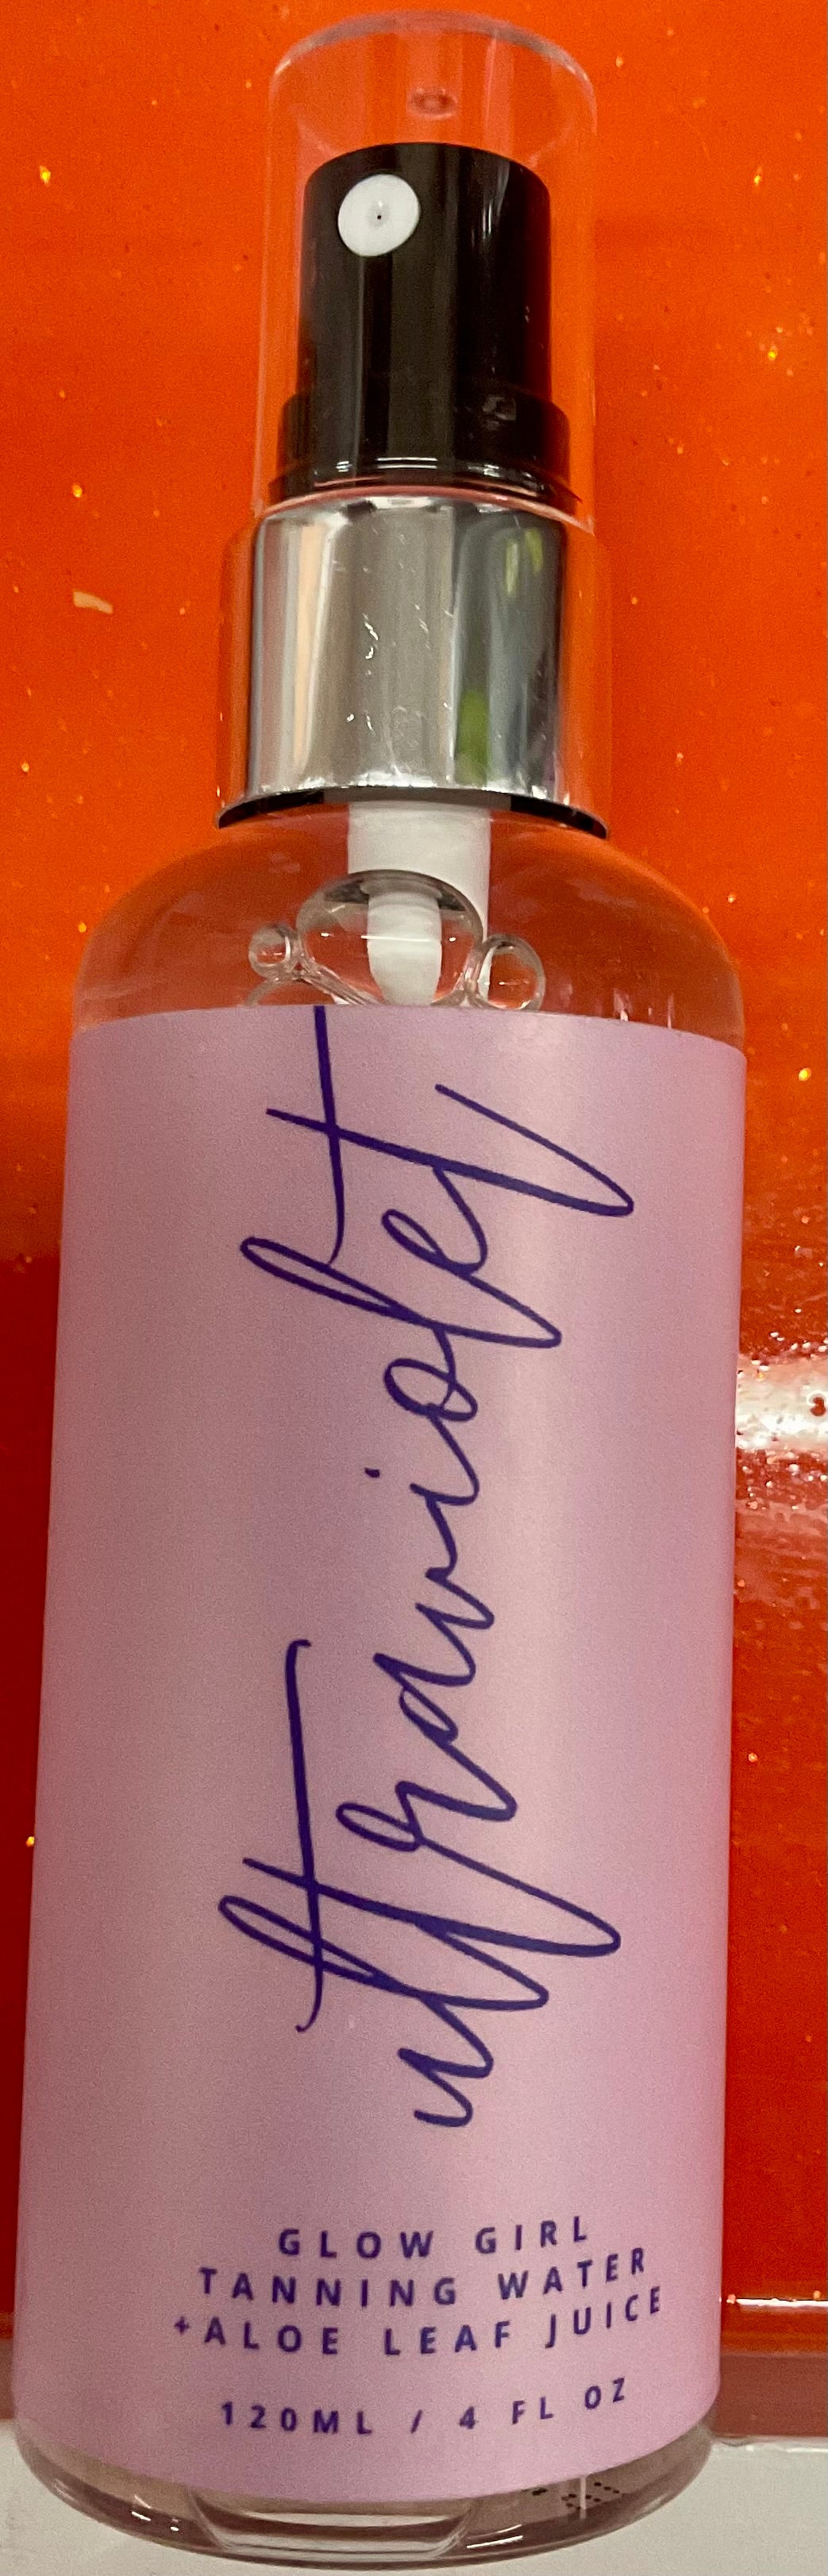 ultraviolet
GLOW GIRL
TANNING WATER
+ALOE LEAF JUICE
120ML / 4 FL OZ